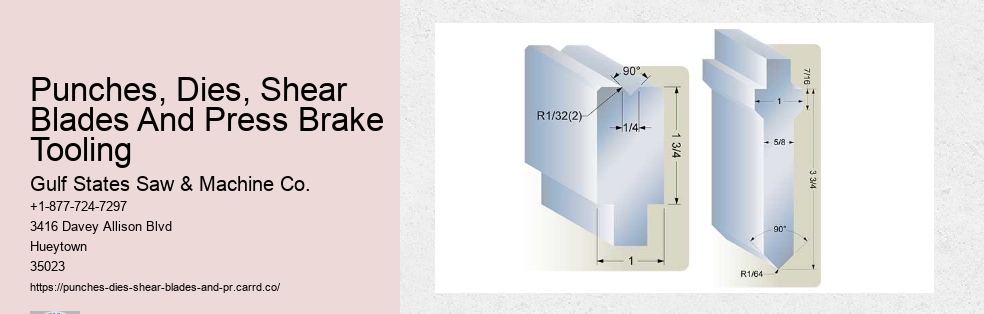 Punches, Dies, Shear
Blades And Press Brake
Tooling
Gulf States Saw & Machine Co.
+1-877-724-7297
3416 Davey Allison Blvd
Hueytown
35023
https://punches-dies-shear-blades-and-pr.carrd.co/
90°
R1/32(2)
1/4
1 3/4
1
7/16
1
5/8
3 3/4
90°
R1/64